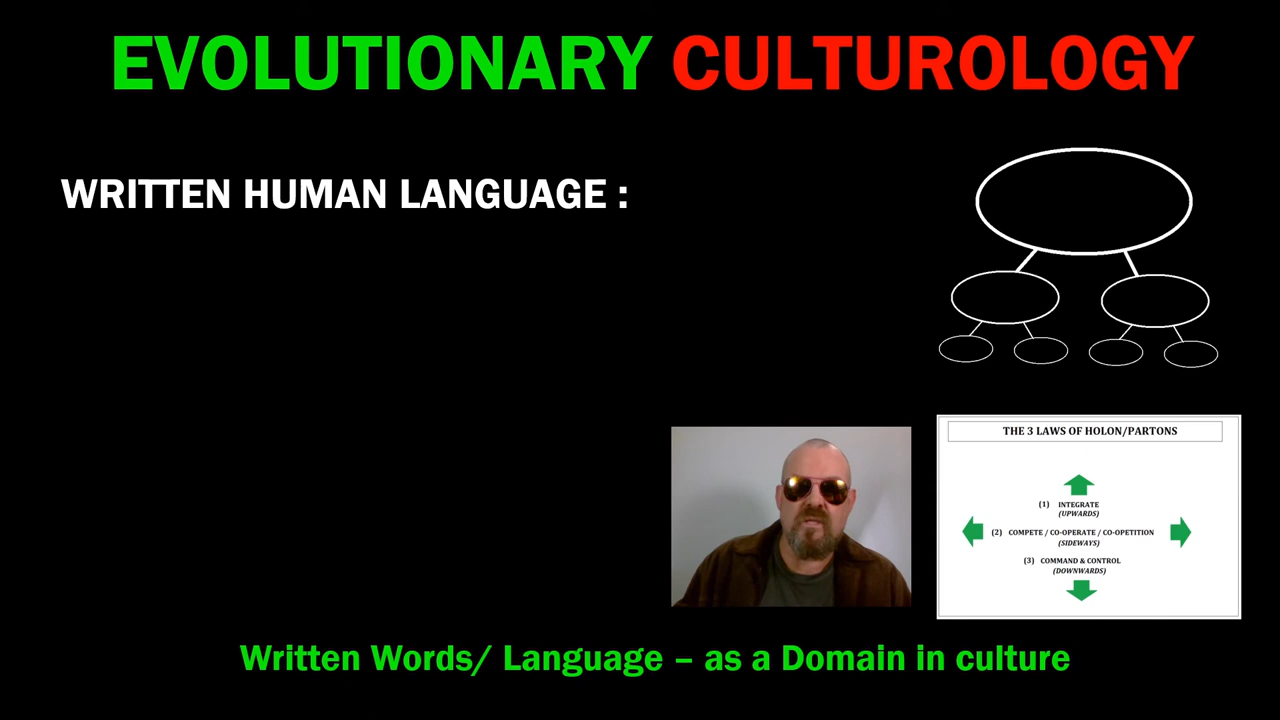 EVOLUTIONARY CULTUROLOGY
WRITTEN HUMAN LANGUAGE :
THE 3 LAWS OF HOLON/PARTONS
(1) INTEGRATE
(UPWARDS)
(2) COMPETE / CO-OPERATE / CO-OPETITION
(SIDEWAYS)
(3) COMMAND & CONTROL
(DOWNWARDS)
Written Words/ Language – as a Domain in culture